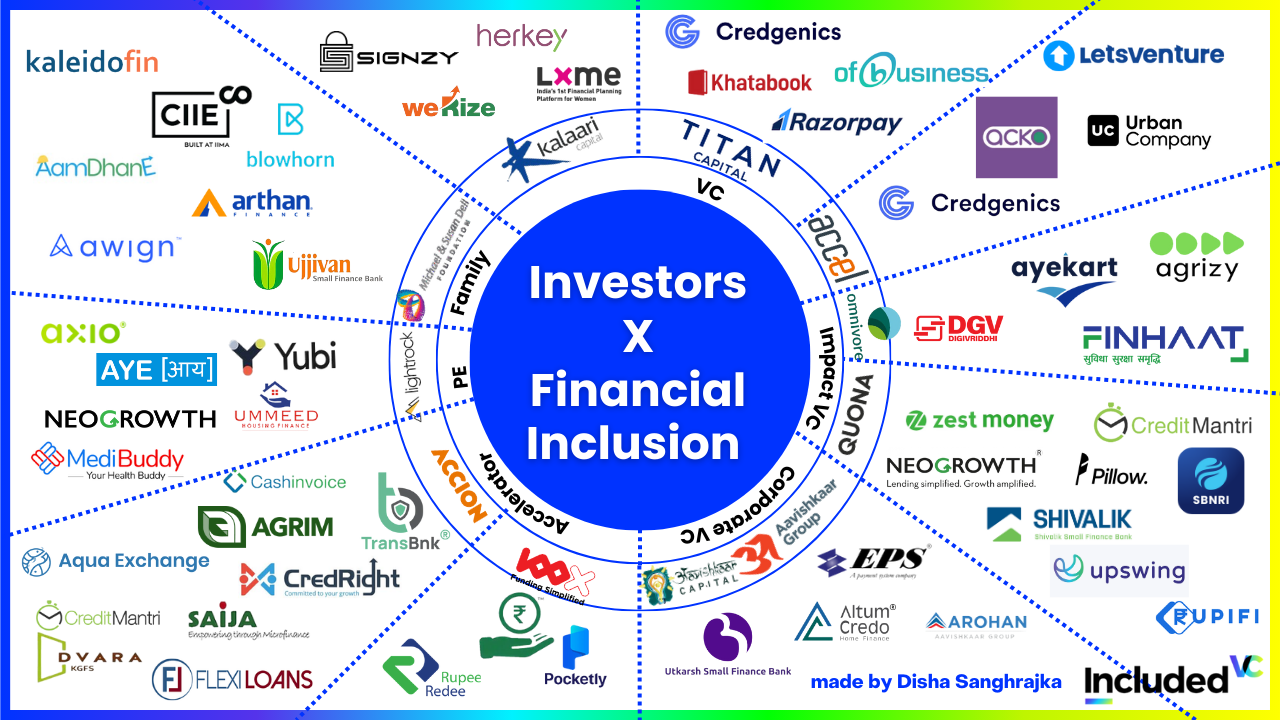 kaleidofin
CIIE
BUILT AT IIMA
blowhorn
AamDhanE
arthan
FINANCE
awign™
Ujjivan
Small Finance Bank
SIGNZY
herkey
weRize
Lxme
India's 1st Financial Planning
Platform for Women
kalaari
capital
Credgenics
Khatabook
ofbusiness
Razorpay
TITAN
CAPITAL
VC
LetsVenture
acko
UC
Urban
Company
Credgenics
accel
ayekart
agrizy
DGV
DIGIVRIDDHI
FINHAAT
सुविधा सुरक्षा समृद्धि
omnivore
Impact VC
Michael & Susan Dell
FOUNDATION
Family
Investors
X
Financial
Inclusion
axio®
AYE [आय]
Yubi
NEOGROWTH
UMMEED
HOUSING FINANCE
MediBuddy
Your Health Buddy
lightrock
PE
QUONA
zest money
CreditMantri
NEOGROWTH®
Lending simplified. Growth amplified.
Pillow.
SBNRI
SHIVALIK
Shivalik Small Finance Bank
upswing
RUPIFI
Cashinvoice
AGRIM
TransBnk®
Aqua Exchange
CredRight
Committed to your growth
CreditMantri
SAIJA
Empowering through Microfinance
DVARA
KGFS
FLEXILOANS
ACCION
Accelerator
Funding Simplified
Rupee
Redee
Pocketly
Corporate VC
Aavishkaar
Group
Aavishkaar
CAPITAL
EPS®
A payment system company
Altum®
Credo
Home Finance
AROHAN
AAVISHKAAR GROUP
Utkarsh Small Finance Bank
made by Disha Sanghrajka
Included VC